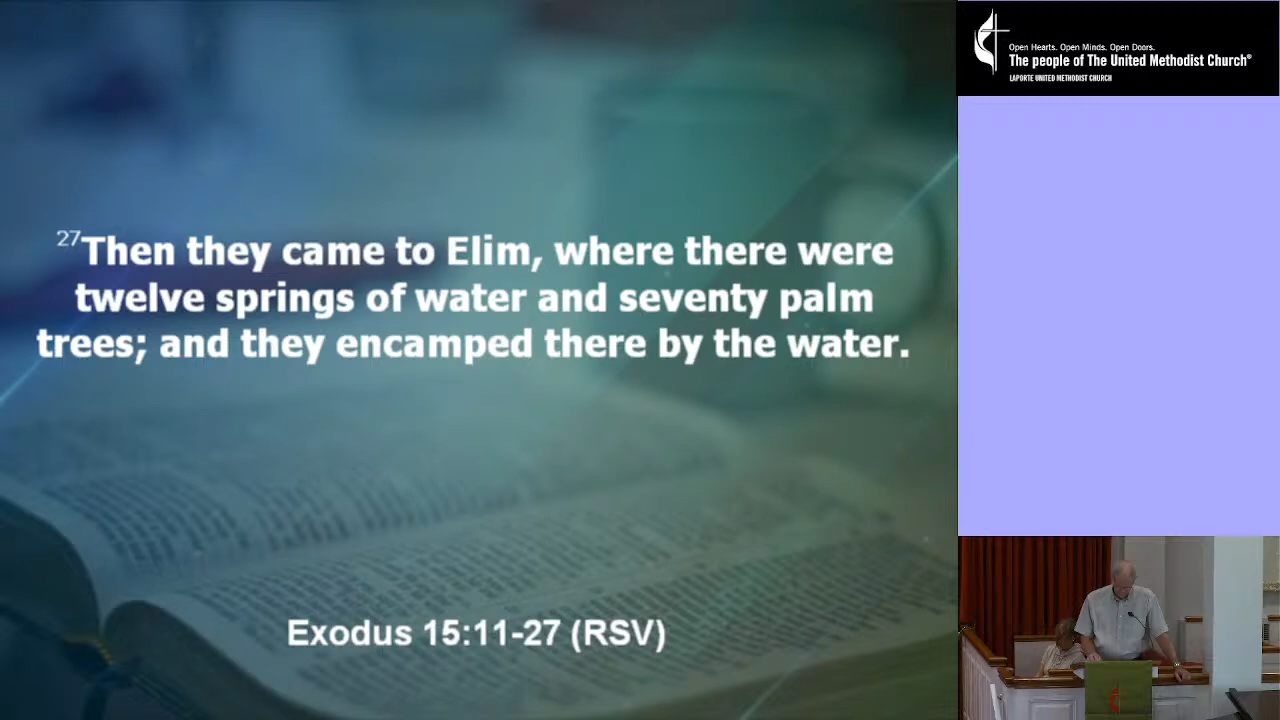 27Then they came to Elim, where there were
twelve springs of water and seventy palm
trees; and they encamped there by the water.
Exodus 15:11-27 (RSV)
Open Hearts. Open Minds. Open Doors.
The people of The United Methodist Church®
LAPORTE UNITED METHODIST CHURCH